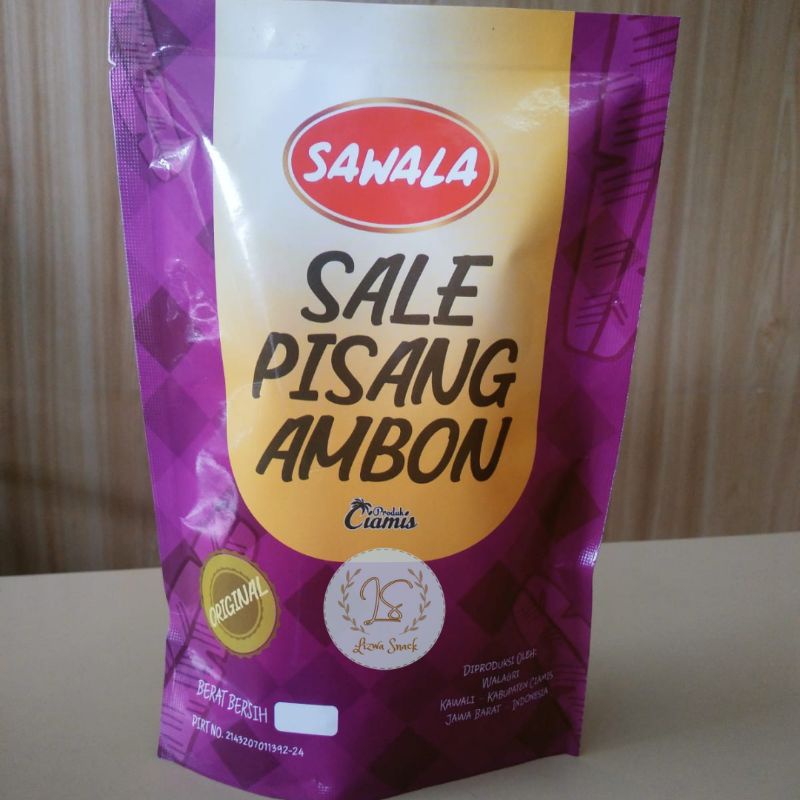 SAWALA
SALE
PISANG
AMBON
Produk
Ciamis
ORIGINAL
LS
Lizwa Snack
BERAT BERSIH
PIRT NO. 2143207011392-24
DIPRODUKSI OLEH:
WALAGRI
KAWALI - KABUPATEN CIAMIS
JAWA BARAT - INDONESIA